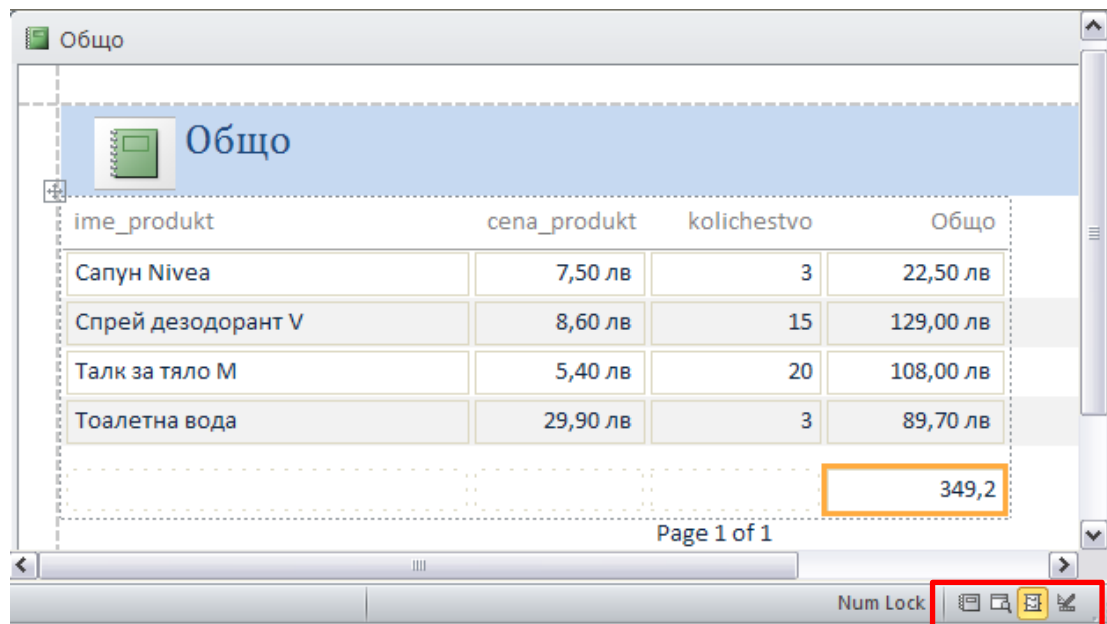 Общо
Общо
ime_produkt cena_produkt kolichestvo Общо
Сапун Nivea 7,50 лв 3 22,50 лв
Спрей дезодорант V 8,60 лв 15 129,00 лв
Талк за тяло М 5,40 лв 20 108,00 лв
Тоалетна вода 29,90 лв 3 89,70 лв
349,2
Page 1 of 1
Num Lock